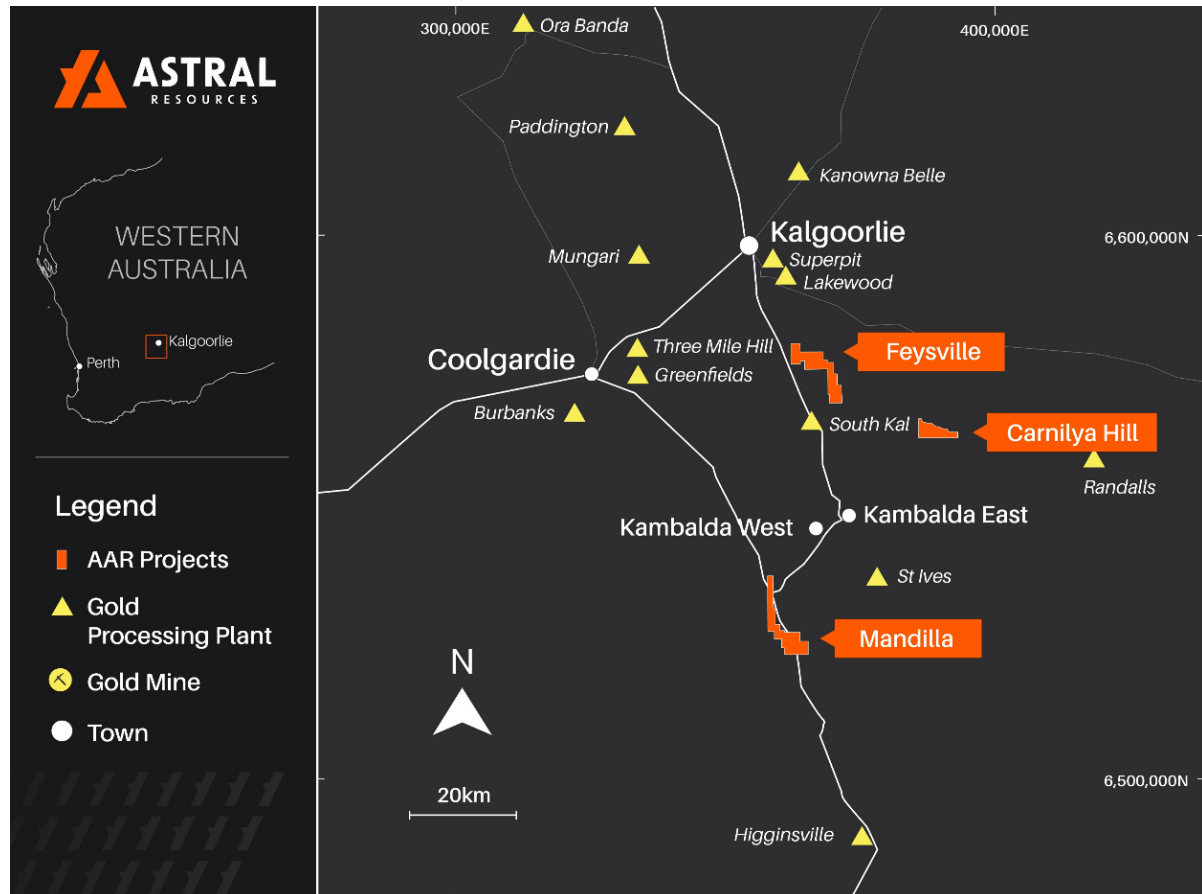 ASTRAL
RESOURCES
WESTERN
AUSTRALIA
Kalgoorlie
Perth
Legend
AAR Projects
Gold
Processing Plant
Gold Mine
Town
300,000E
400,000E
Ora Banda
Paddington
Kanowna Belle
Kalgoorlie
6,600,000N
Mungari
Superpit
Lakewood
Three Mile Hill
Feysville
Coolgardie
Greenfields
Burbanks
South Kal
Carnilya Hill
Randalls
Kambalda West
Kambalda East
St Ives
Mandilla
N
20km
6,500,000N
Higginsville